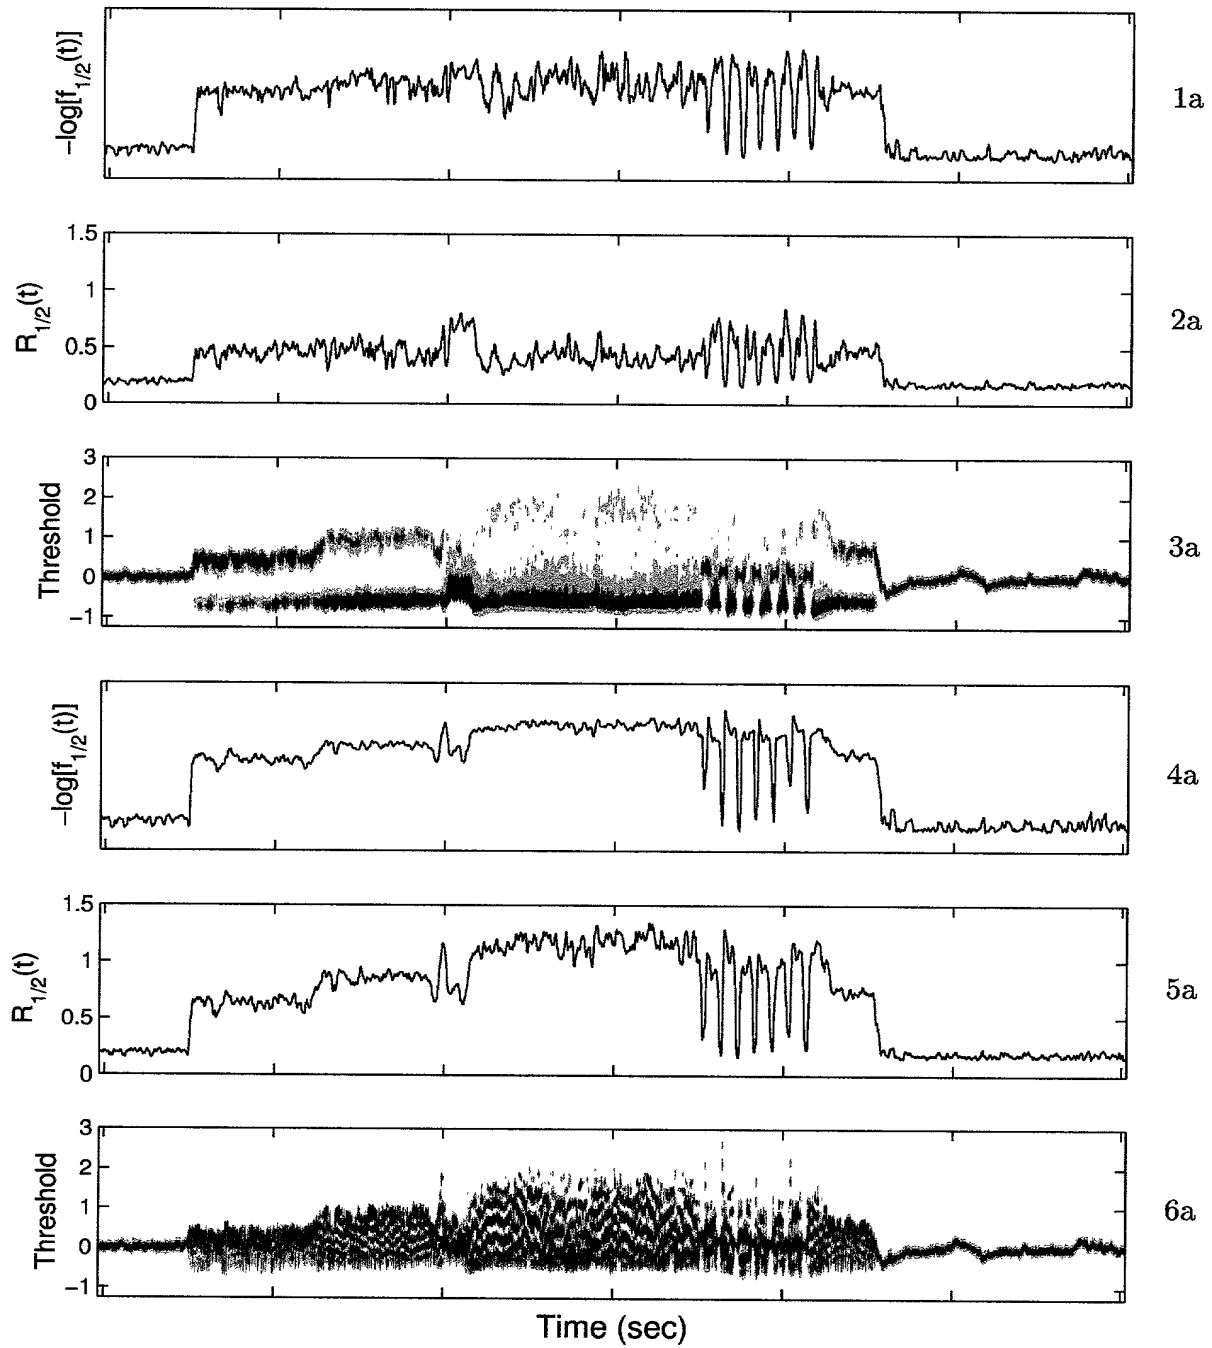 −log[f1/2(t)]
1a
1.5
1
0.5
0
R1/2(t)
2a
3
2
1
0
−1
Threshold
3a
−log[f1/2(t)]
4a
1.5
1
0.5
0
R1/2(t)
5a
3
2
1
0
−1
Threshold
6a
Time (sec)